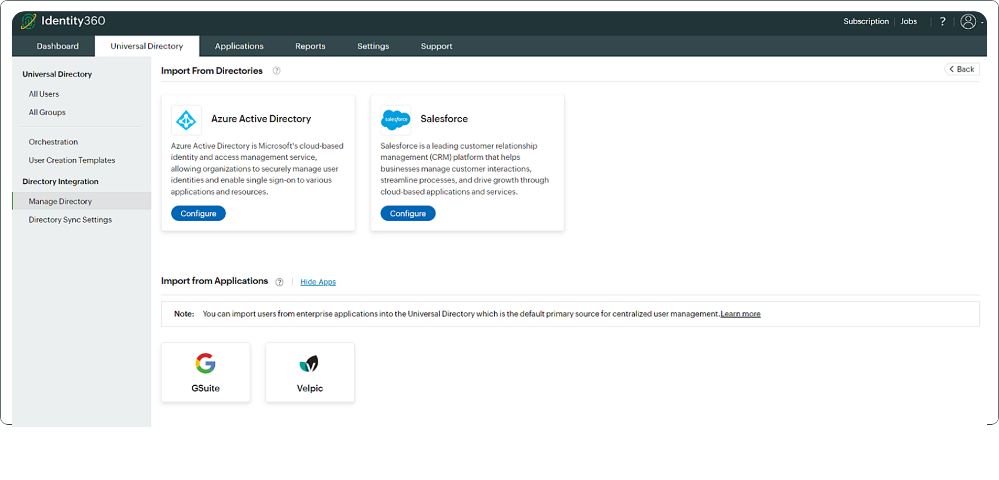 Identity360
Subscription
Jobs
?
Dashboard
Universal Directory
Applications
Reports
Settings
Support
Universal Directory
All Users
All Groups
Orchestration
User Creation Templates
Directory Integration
Manage Directory
Directory Sync Settings
Import From Directories ?
Back
Azure Active Directory
Azure Active Directory is Microsoft's cloud-based
identity and access management service,
allowing organizations to securely manage user
identities and enable single sign-on to various
applications and resources.
Configure
salesforce
Salesforce
Salesforce is a leading customer relationship
management (CRM) platform that helps
businesses manage customer interactions,
streamline processes, and drive growth through
cloud-based applications and services.
Configure
Import from Applications ? | Hide Apps
Note: You can import users from enterprise applications into the Universal Directory which is the default primary source for centralized user management.Learn more
GSuite
Velpic